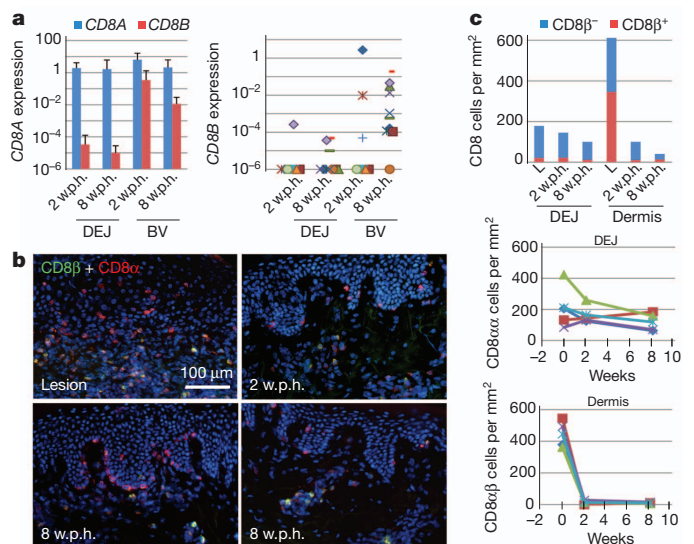 a
CD8A CD8B
CD8A expression
100
1
10⁻²
10⁻⁴
10⁻⁶
2 w.p.h.
8 w.p.h.
2 w.p.h.
8 w.p.h.
DEJ BV
CD8B expression
1
10⁻²
10⁻⁴
10⁻⁶
2 w.p.h.
8 w.p.h.
2 w.p.h.
8 w.p.h.
DEJ BV
b
CD8β + CD8α
Lesion
100 μm
2 w.p.h.
8 w.p.h.
8 w.p.h.
c
CD8β⁻ CD8β⁺
CD8 cells per mm²
600
400
200
0
L
2 w.p.h.
8 w.p.h.
L
2 w.p.h.
8 w.p.h.
DEJ Dermis
DEJ
CD8αα cells per mm²
600
400
200
0
−2 0 2 4 6 8 10
Weeks
Dermis
CD8αβ cells per mm²
600
400
200
0
−2 0 2 4 6 8 10
Weeks